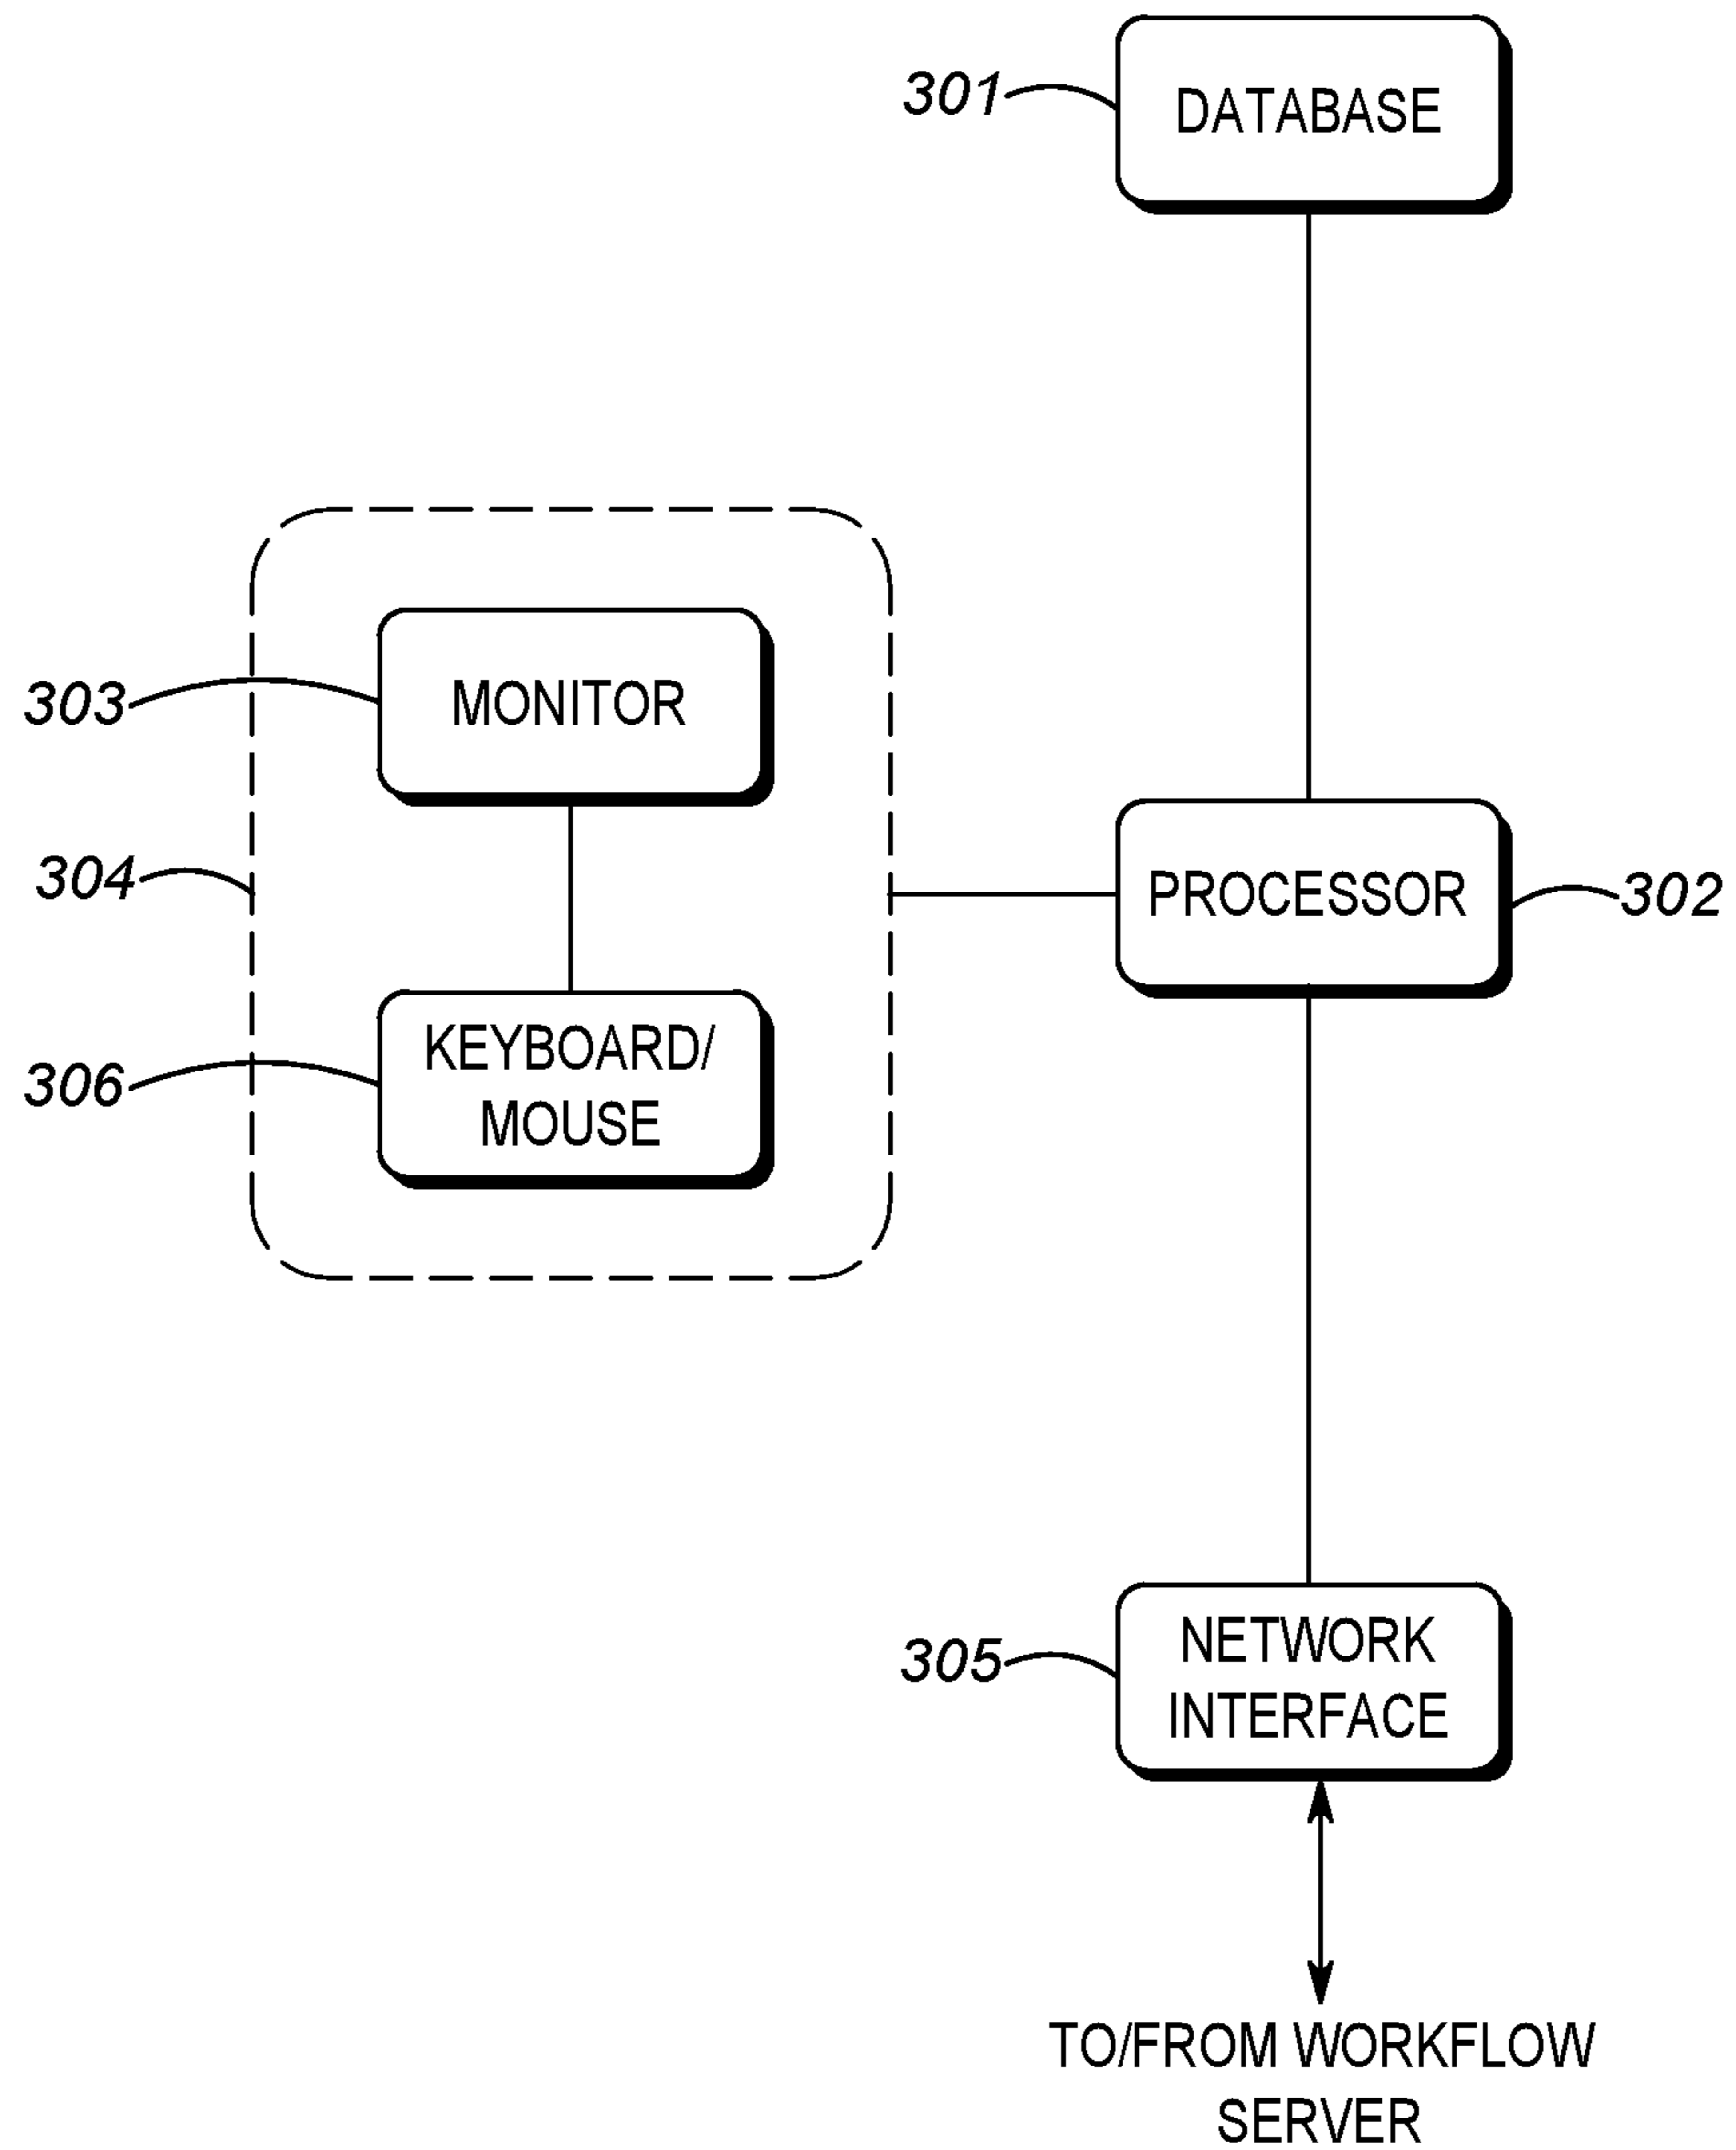 301
DATABASE
303
MONITOR
304
PROCESSOR
302
306
KEYBOARD/
MOUSE
305
NETWORK
INTERFACE
TO/FROM WORKFLOW
SERVER